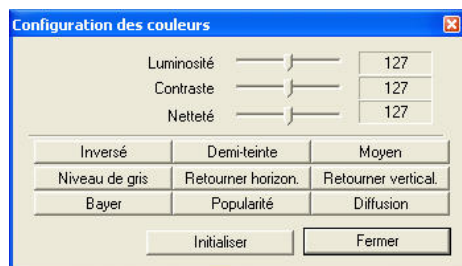 Configuration des couleurs
Luminosité 127
Contraste 127
Netteté 127
Inversé Demi-teinte Moyen
Niveau de gris Retourner horizon. Retourner vertical.
Bayer Popularité Diffusion
Initialiser Fermer